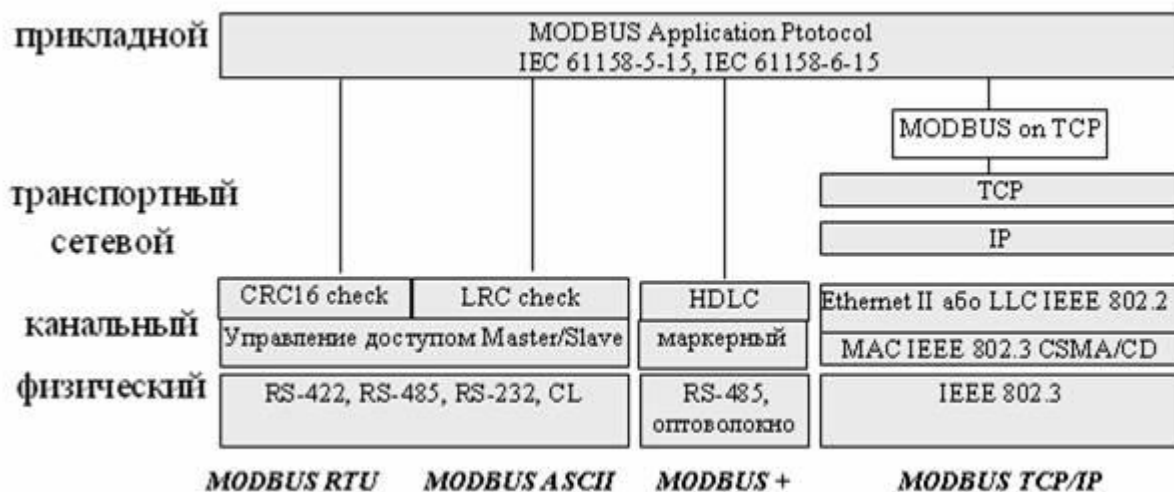 прикладной
MODBUS Application Ptotocol
IEC 61158-5-15, IEC 61158-6-15
MODBUS on TCP
транспортный
TCP
сетевой
IP
канальный
CRC16 check
LRC check
HDLC
Ethernet II або LLC IEEE 802.2
Управление доступом Master/Slave
маркерный
MAC IEEE 802.3 CSMA/CD
физический
RS-422, RS-485, RS-232, CL
RS-485,
оптоволокно
IEEE 802.3
MODBUS RTU
MODBUS ASCII
MODBUS +
MODBUS TCP/IP